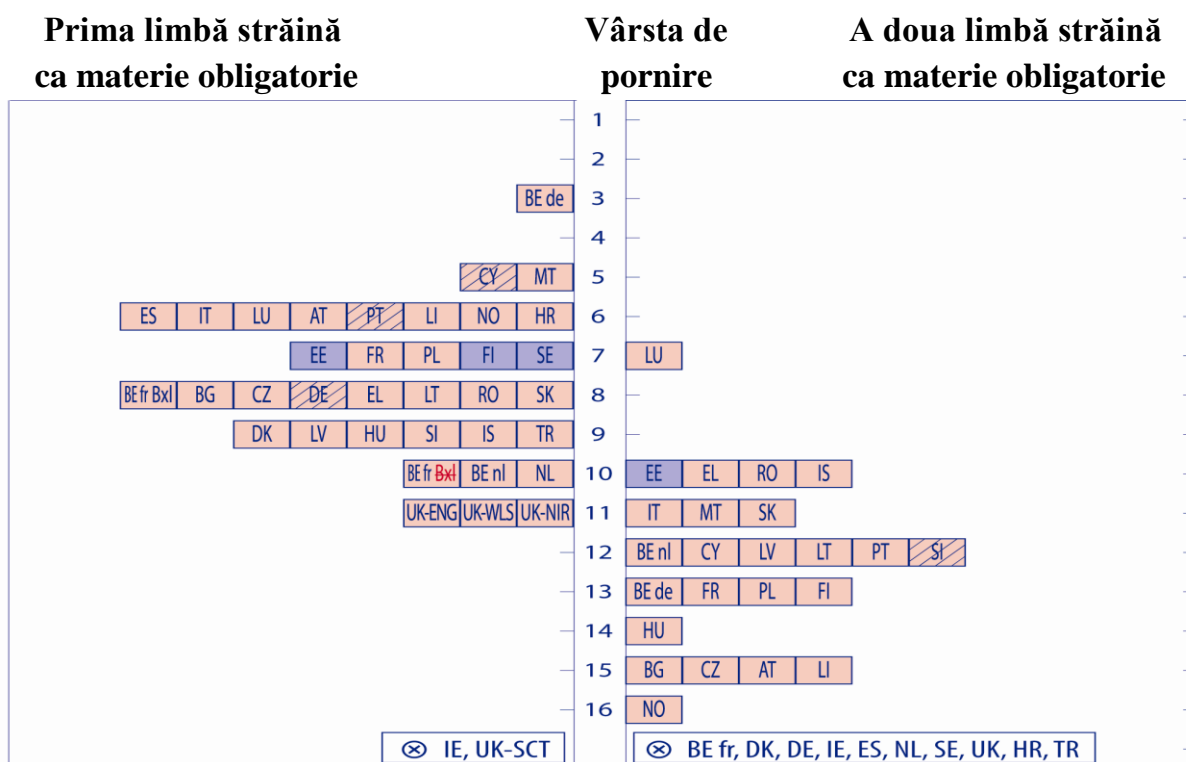 Prima limbă străină Vârsta de A doua limbă străină
ca materie obligatorie pornire ca materie obligatorie
1
2
BE de 3
4
CY MT 5
ES IT LU AT PT LI NO HR 6
EE FR PL FI SE 7 LU
BE fr Bxl BG CZ DE EL LT RO SK 8
DK LV HU SI IS TR 9
BE fr Bxl BE nl NL 10 EE EL RO IS
UK-ENG UK-WLS UK-NIR 11 IT MT SK
12 BE nl CY LV LT PT SI
13 BE de FR PL FI
14 HU
15 BG CZ AT LI
16 NO
⊗ IE, UK-SCT ⊗ BE fr, DK, DE, IE, ES, NL, SE, UK, HR, TR